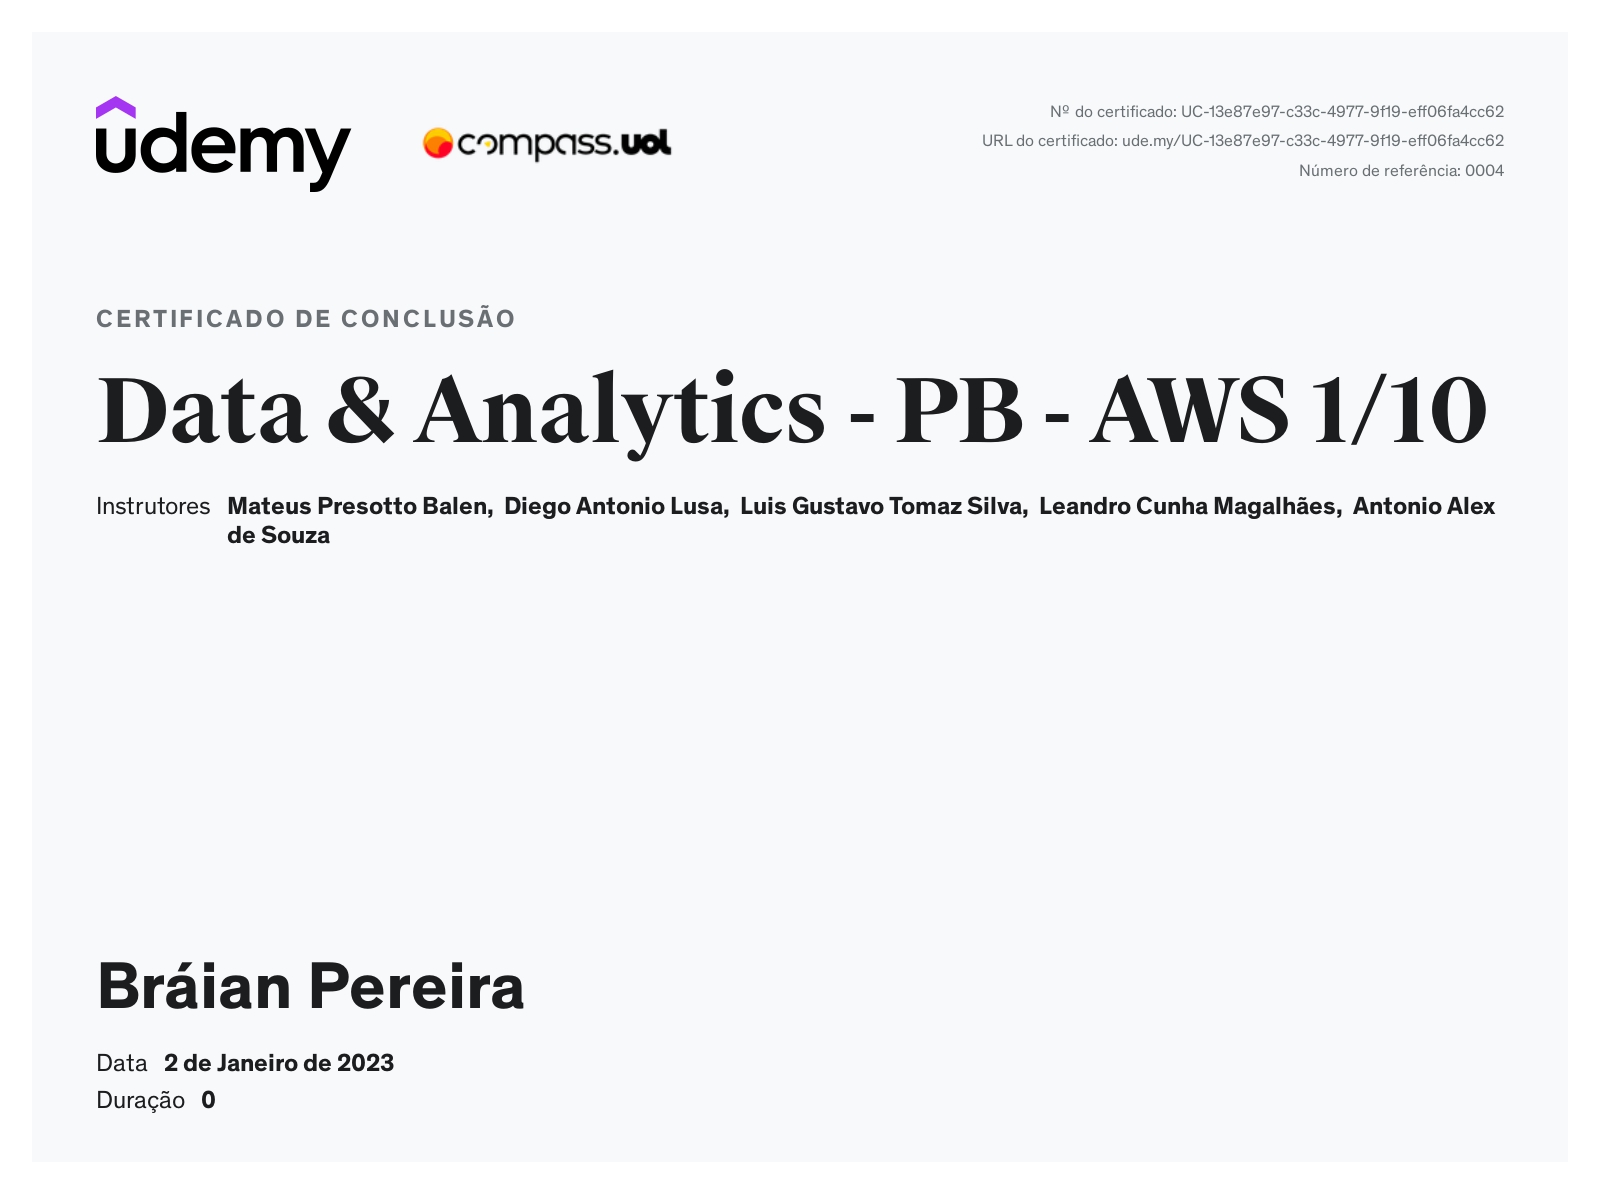 udemy
compass.uol
Nº do certificado: UC-13e87e97-c33c-4977-9f19-eff06fa4cc62
URL do certificado: ude.my/UC-13e87e97-c33c-4977-9f19-eff06fa4cc62
Número de referência: 0004
CERTIFICADO DE CONCLUSÃO
Data & Analytics - PB - AWS 1/10
Instrutores Mateus Presotto Balen, Diego Antonio Lusa, Luis Gustavo Tomaz Silva, Leandro Cunha Magalhães, Antonio Alex
de Souza
Bráian Pereira
Data 2 de Janeiro de 2023
Duração 0